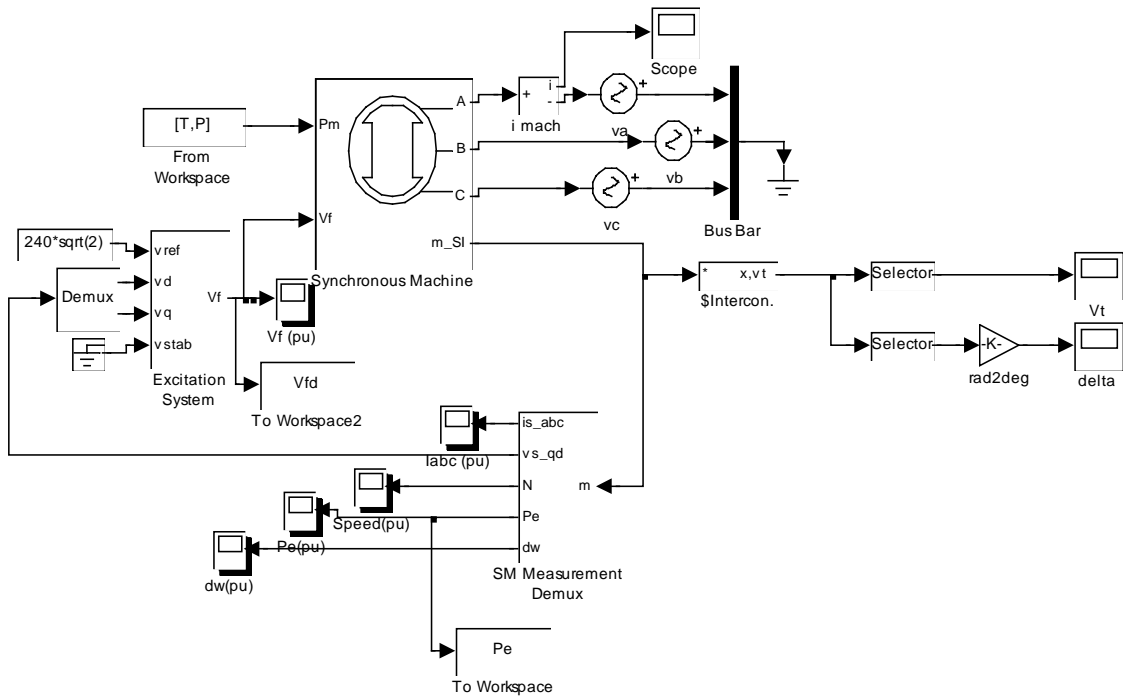 Scope
A
+
i
-
i mach
+
va
[T,P]
Pm
From
Workspace
B
+
vb
C
+
vc
Bus Bar
Vf
m_SI
Synchronous Machine
240*sqrt(2)
vref
Demux
vd
vq
vstab
Vf
Excitation
System
Vf (pu)
Vfd
To Workspace2
* x,vt
$Intercon.
Selector
Vt
Selector
-K-
rad2deg
delta
is_abc
Iabc (pu)
vs_qd
N
m
Speed(pu)
Pe
Pe(pu)
dw
dw(pu)
SM Measurement
Demux
Pe
To Workspace